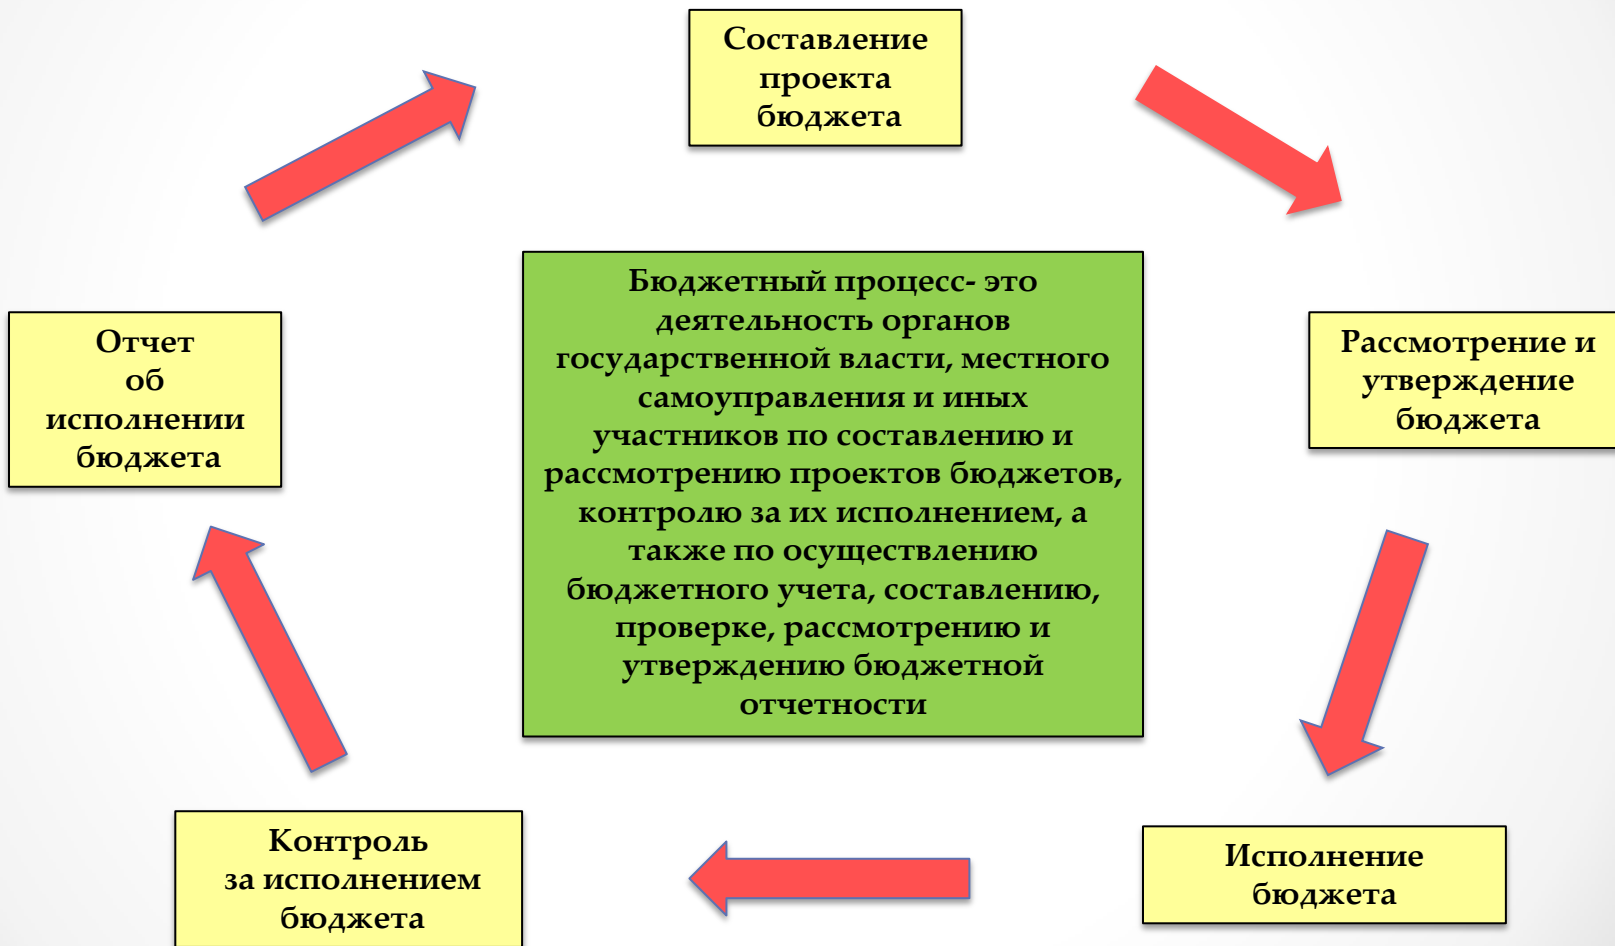 Составление
проекта
бюджета
Бюджетный процесс- это
деятельность органов
государственной власти, местного
самоуправления и иных
участников по составлению и
рассмотрению проектов бюджетов,
контролю за их исполнением, а
также по осуществлению
бюджетного учета, составлению,
проверке, рассмотрению и
утверждению бюджетной
отчетности
Отчет
об
исполнении
бюджета
Рассмотрение и
утверждение
бюджета
Контроль
за исполнением
бюджета
Исполнение
бюджета